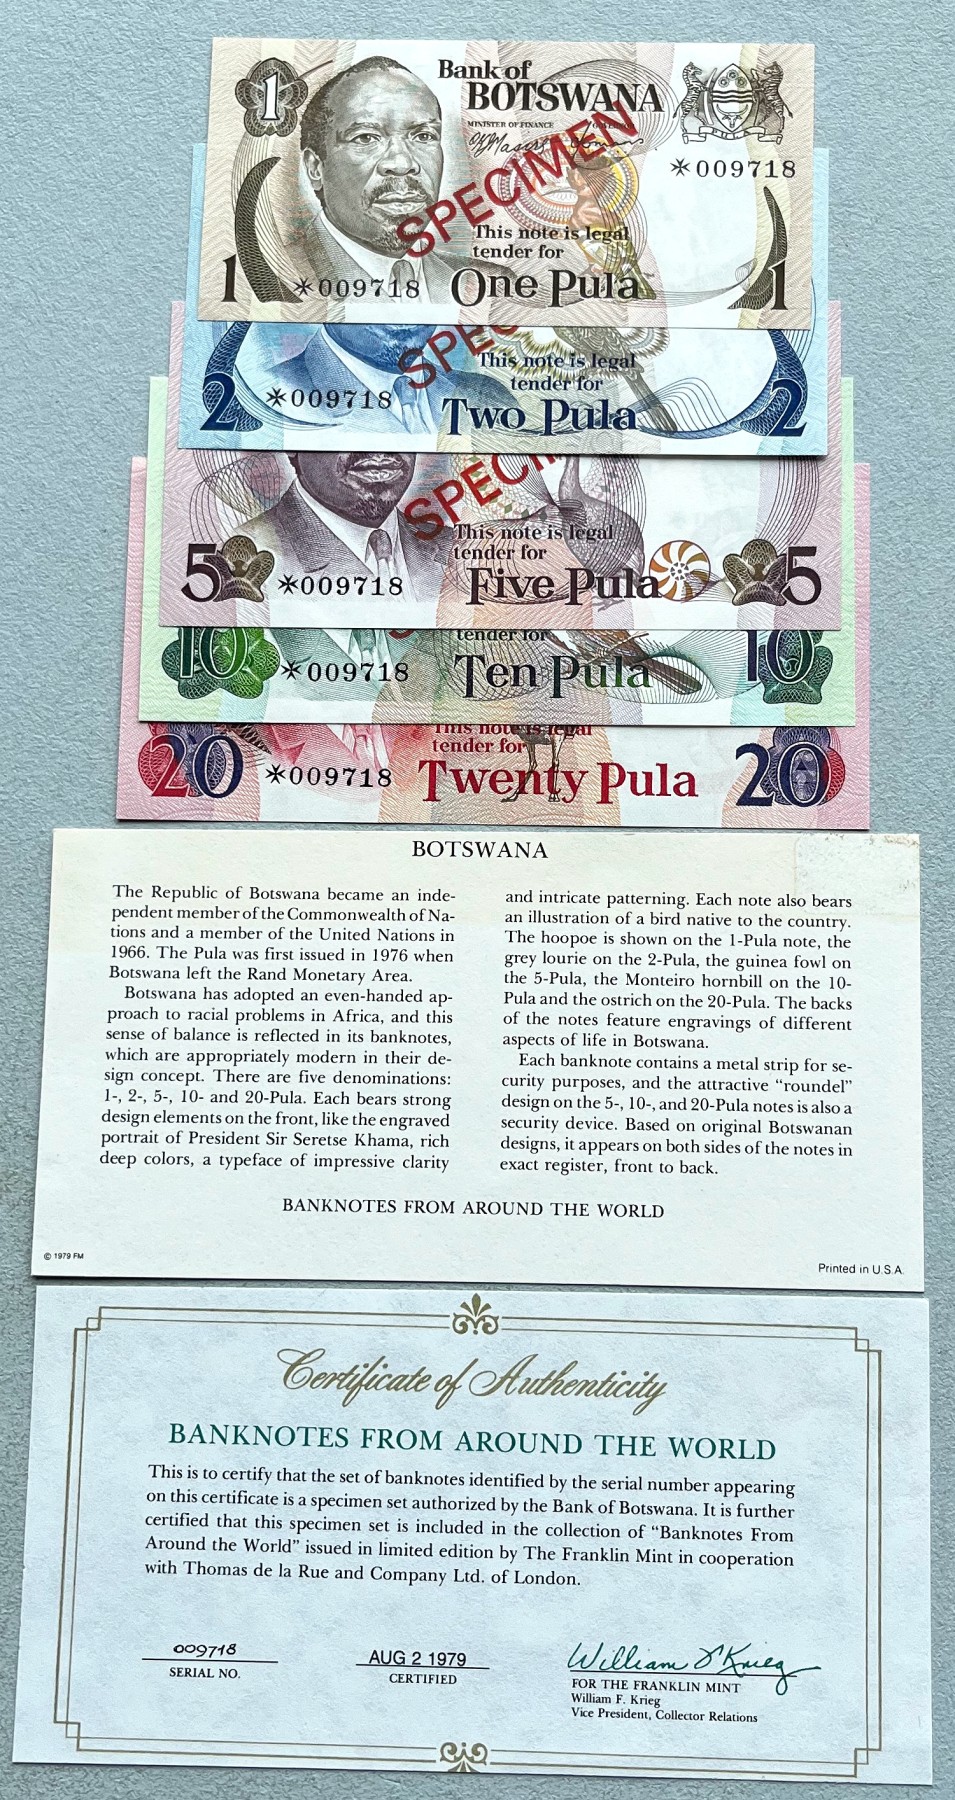 1
Bank of
BOTSWANA
MINISTER OF FINANCE
SPECIMEN
*009718
This note is legal
tender for
1 *009718 One Pula 1
SPEC
This note is legal
tender for
2 *009718 Two Pula 2
SPECI
This note is legal
tender for
5 *009718 Five Pula 5
tender for
10 *009718 Ten Pula 10
This note is legal
tender for
20 *009718 Twenty Pula 20
BOTSWANA
The Republic of Botswana became an inde-
pendent member of the Commonwealth of Na-
tions and a member of the United Nations in
1966. The Pula was first issued in 1976 when
Botswana left the Rand Monetary Area.
Botswana has adopted an even-handed ap-
proach to racial problems in Africa, and this
sense of balance is reflected in its banknotes,
which are appropriately modern in their de-
sign concept. There are five denominations:
1-, 2-, 5-, 10- and 20-Pula. Each bears strong
design elements on the front, like the engraved
portrait of President Sir Seretse Khama, rich
deep colors, a typeface of impressive clarity
and intricate patterning. Each note also bears
an illustration of a bird native to the country.
The hoopoe is shown on the 1-Pula note, the
grey lourie on the 2-Pula, the guinea fowl on
the 5-Pula, the Monteiro hornbill on the 10-
Pula and the ostrich on the 20-Pula. The backs
of the notes feature engravings of different
aspects of life in Botswana.
Each banknote contains a metal strip for se-
curity purposes, and the attractive "roundel"
design on the 5-, 10-, and 20-Pula notes is also a
security device. Based on original Botswanan
designs, it appears on both sides of the notes in
exact register, front to back.
BANKNOTES FROM AROUND THE WORLD
© 1979 FM
Printed in U.S.A.
Certificate of Authenticity
BANKNOTES FROM AROUND THE WORLD
This is to certify that the set of banknotes identified by the serial number appearing
on this certificate is a specimen set authorized by the Bank of Botswana. It is further
certified that this specimen set is included in the collection of "Banknotes From
Around the World" issued in limited edition by The Franklin Mint in cooperation
with Thomas de la Rue and Company Ltd. of London.
009718
SERIAL NO.
AUG 2 1979
CERTIFIED
William F. Krieg
FOR THE FRANKLIN MINT
William F. Krieg
Vice President, Collector Relations